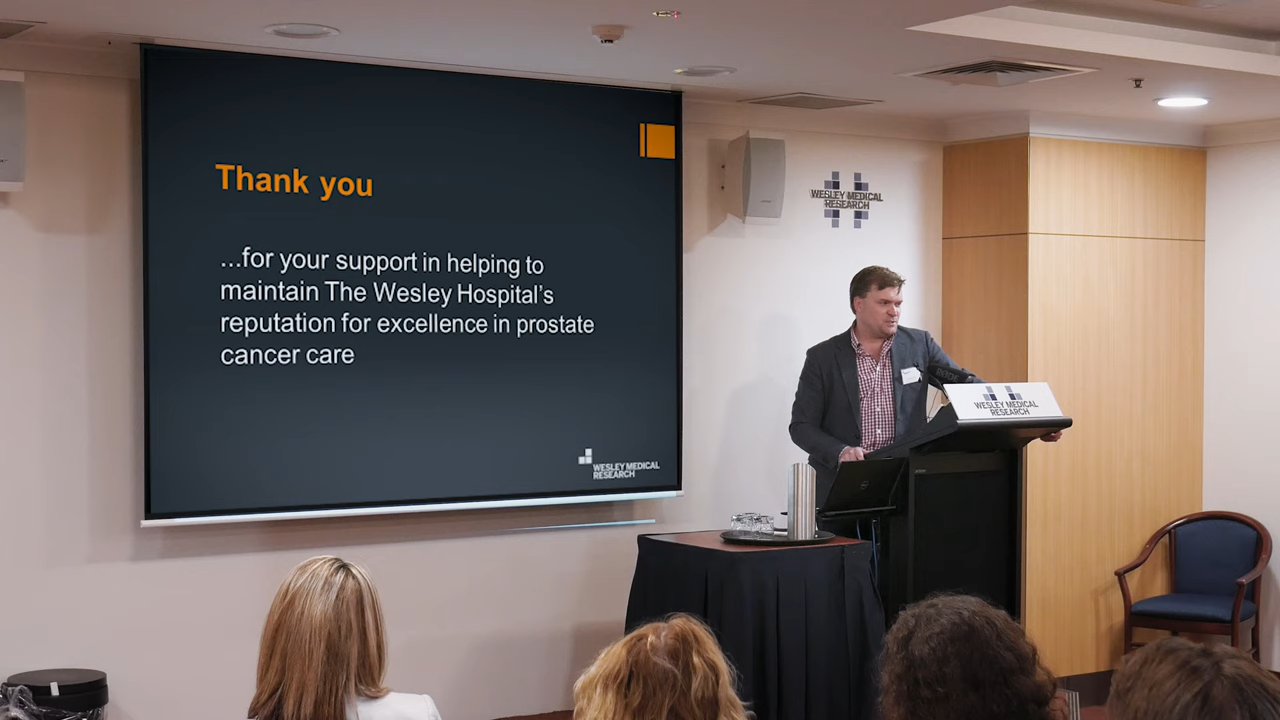 Thank you
...for your support in helping to
maintain The Wesley Hospital's
reputation for excellence in prostate
cancer care
WESLEY MEDICAL
RESEARCH
WESLEY MEDICAL
RESEARCH
WESLEY MEDICAL
RESEARCH